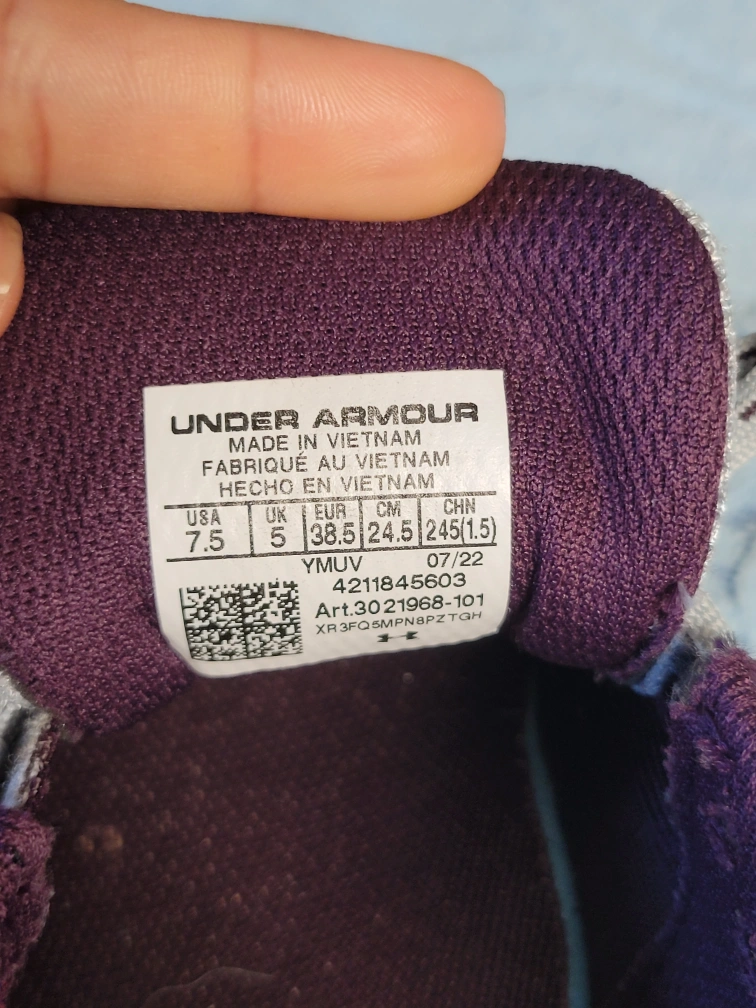 UNDER ARMOUR
MADE IN VIETNAM
FABRIQUÉ AU VIETNAM
HECHO EN VIETNAM
USA UK EUR CM CHN
7.5 5 38.5 24.5 245(1.5)
YMUV 07/22
4211845603
Art.3021968-101
XR3FQ5MPN8PZTGH